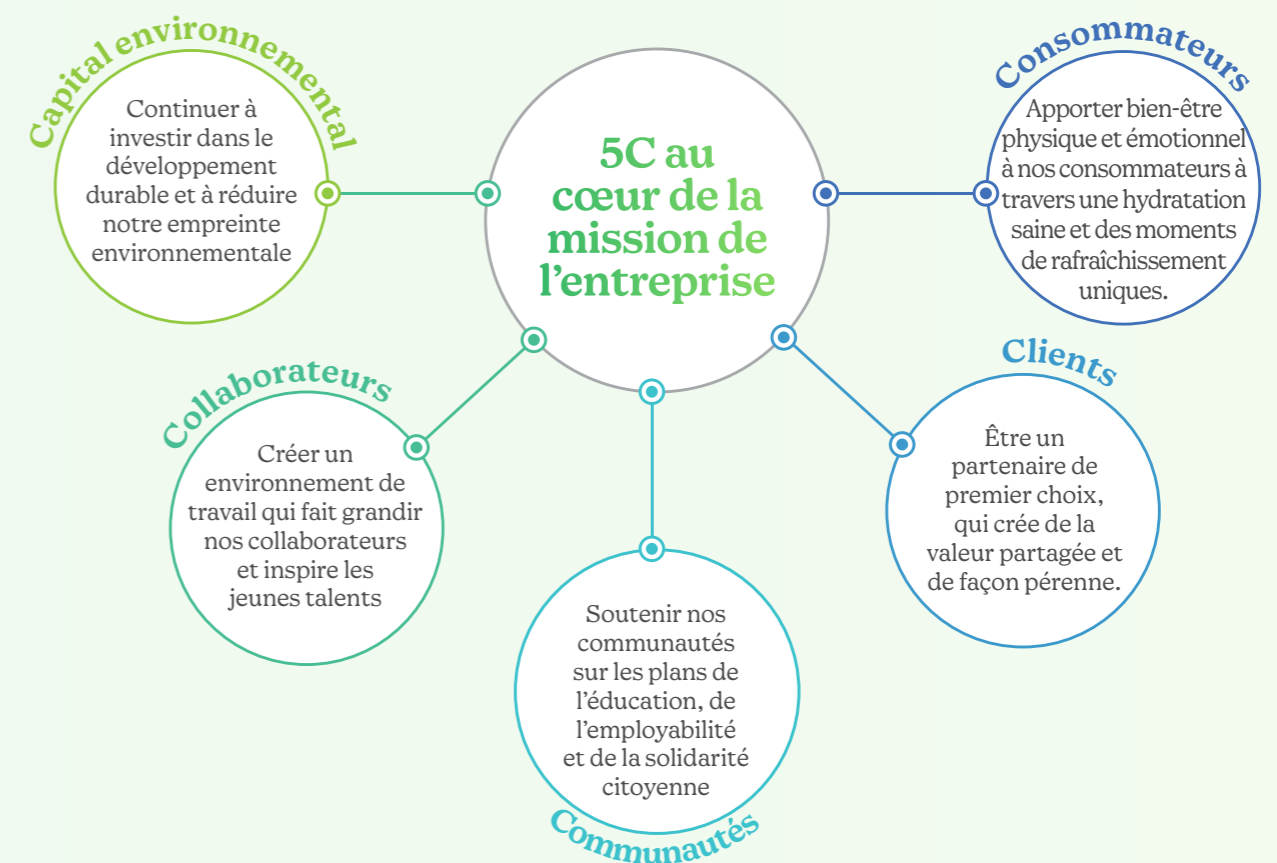 5C au
cœur de la
mission de
l’entreprise
Capital environnemental
Continuer à
investir dans le
développement
durable et à réduire
notre empreinte
environnementale
Collaborateurs
Créer un
environnement de
travail qui fait grandir
nos collaborateurs
et inspire les
jeunes talents
Soutenir nos
communautés
sur les plans de
l’éducation, de
l’employabilité
et de la solidarité
citoyenne
Communautés
Clients
Être un
partenaire de
premier choix,
qui crée de la
valeur partagée et
de façon pérenne.
Consommateurs
Apporter bien-être
physique et émotionnel
à nos consommateurs à
travers une hydratation
saine et des moments
de rafraîchissement
uniques.